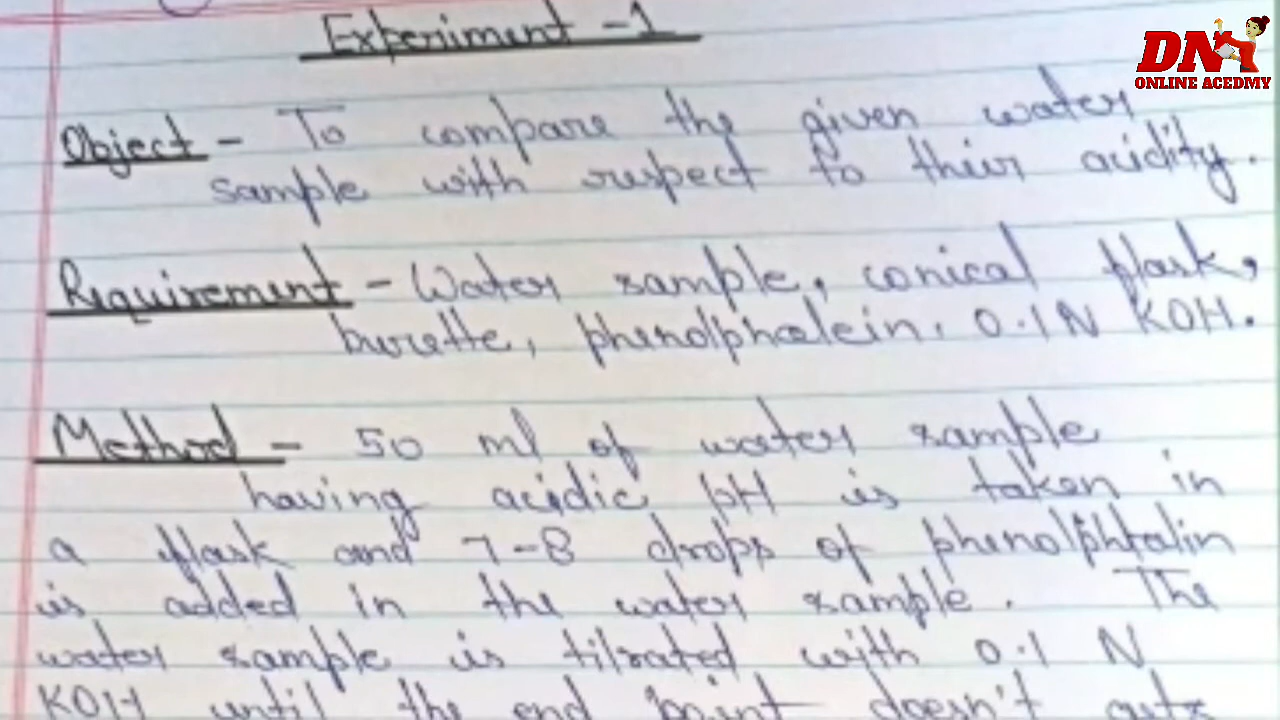 Experiment -1
DN
ONLINE ACEDMY
Object - To compare the given water
sample with respect to their acidity.
Requirement - Water sample, conical flask,
burette, phenolphalein, 0.1 N KOH.
Method - 50 ml of water sample
having acidic pH is taken in
a flask and 7-8 drops of phenolphtalin
is added in the water sample. The
water sample is titrated with 0.1 N
KOH until the end point doesn't